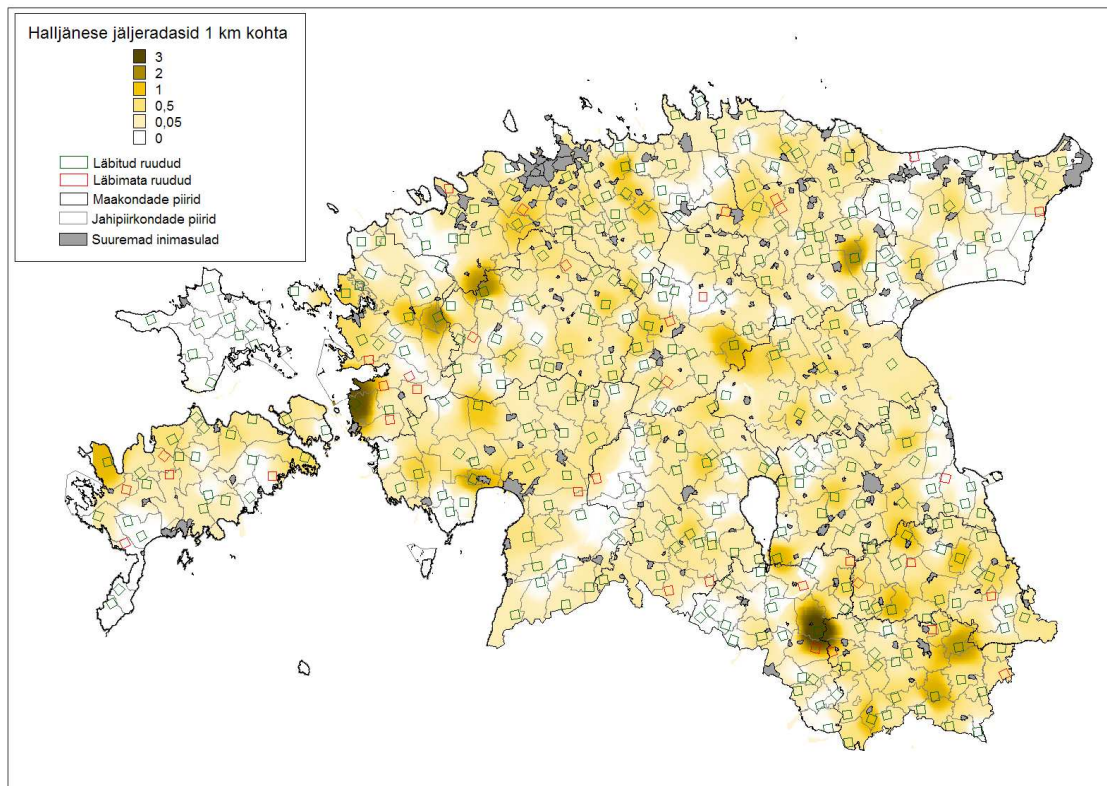 Halljänese jäljeradasid 1 km kohta
3
2
1
0,5
0,05
0
Läbitud ruudud
Läbimata ruudud
Maakondade piirid
Jahipiirkondade piirid
Suuremad inimasulad